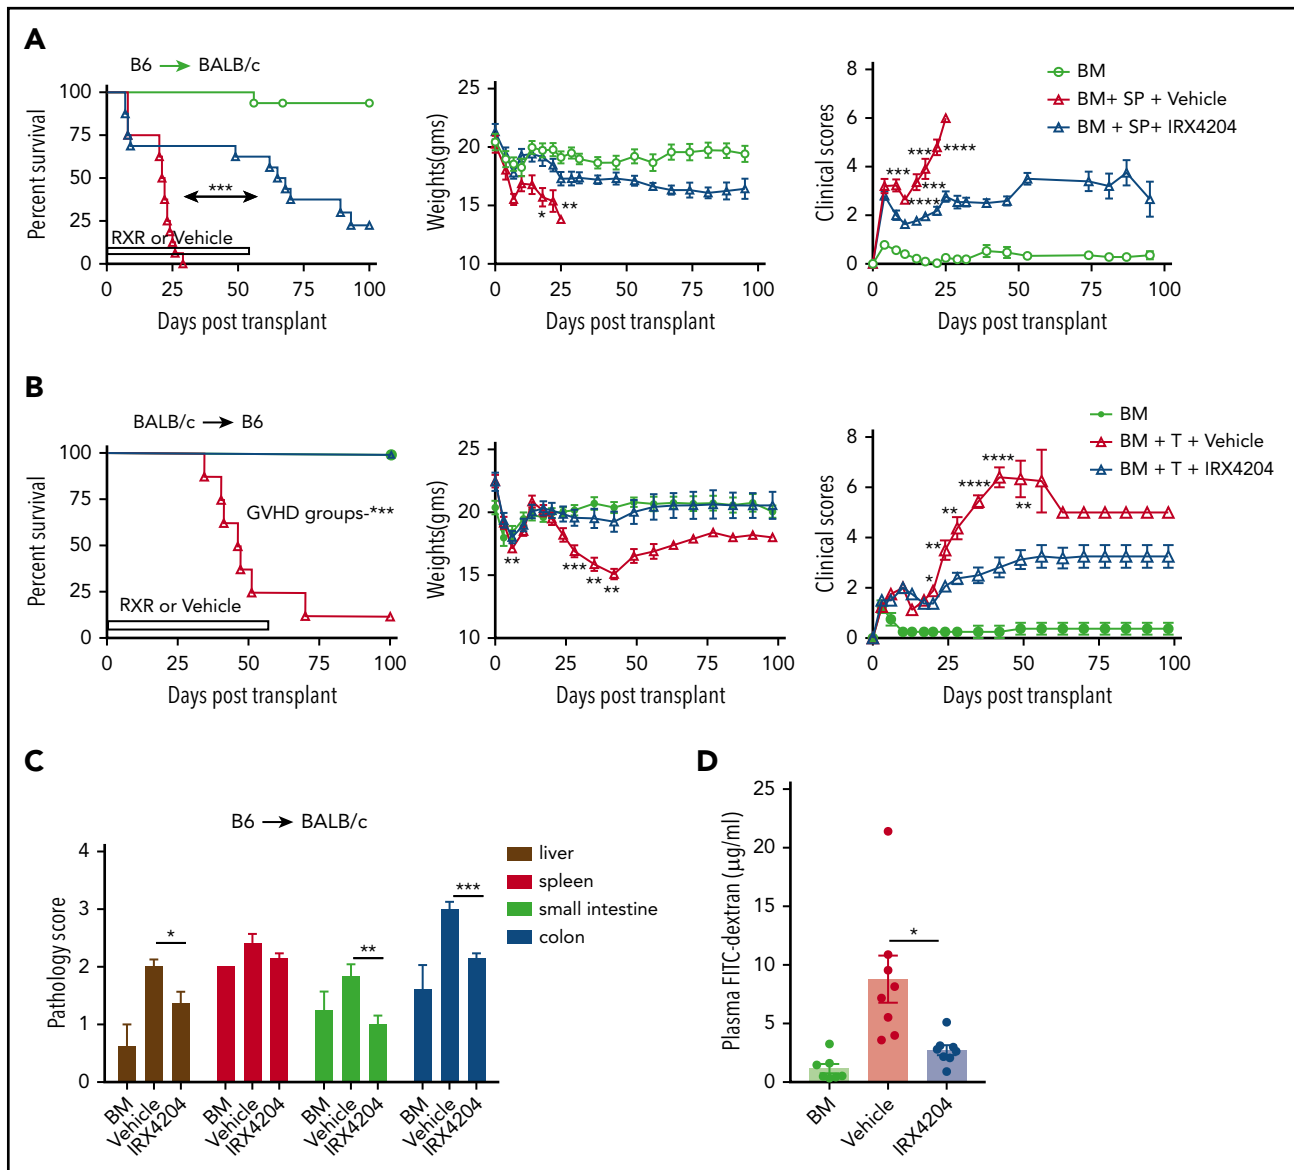 A
B6 → BALB/c
Percent survival
100
75
50
25
0
***
RXR or Vehicle
0 25 50 75 100
Days post transplant
Weights(gms)
25
20
15
10
*
**
0 25 50 75 100
Days post transplant
Clinical scores
8
6
4
2
0
***
***
****
***
****
0 25 50 75 100
Days post transplant
BM
BM+ SP + Vehicle
BM + SP+ IRX4204
B
BALB/c → B6
Percent survival
100
75
50
25
0
GVHD groups-***
RXR or Vehicle
0 25 50 75 100
Days post transplant
Weights(gms)
25
20
15
10
**
***
**
**
0 25 50 75 100
Days post transplant
Clinical scores
8
6
4
2
0
*
**
**
****
****
**
0 25 50 75 100
Days post transplant
BM
BM + T + Vehicle
BM + T + IRX4204
C
B6 → BALB/c
Pathology score
4
3
2
1
0
*
**
***
BM Vehicle IRX4204 BM Vehicle IRX4204 BM Vehicle IRX4204 BM Vehicle IRX4204
liver
spleen
small intestine
colon
D
Plasma FITC-dextran (μg/ml)
25
20
15
10
5
0
*
BM Vehicle IRX4204